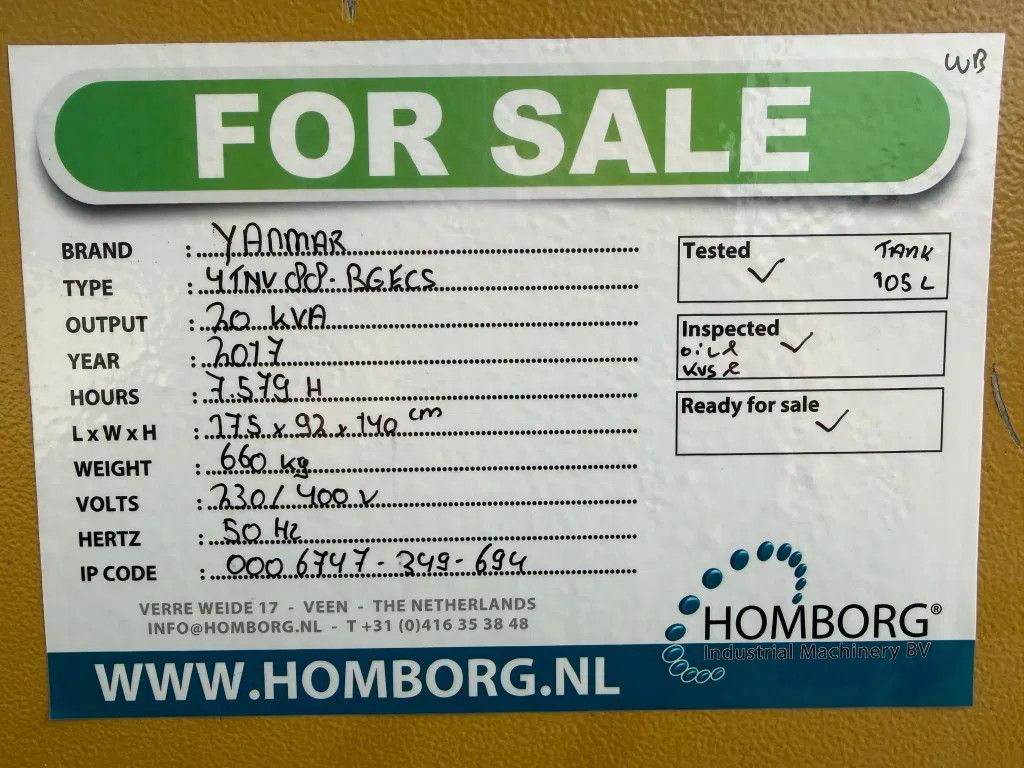 WB
FOR SALE
BRAND : YANMAR
TYPE : 4TNV88-BGECS
OUTPUT : 20 KVA
YEAR : 2017
HOURS : 7.579 H
L x W x H : 175 x 92 x 140 cm
WEIGHT : 660 kg
VOLTS : 230/400 V
HERTZ : 50 Hz
IP CODE : 000 6747-349-694
Tested ✓ TANK
105 L
Inspected ✓
OiL
KVS
Ready for sale ✓
VERRE WEIDE 17 - VEEN - THE NETHERLANDS
INFO@HOMBORG.NL - T +31 (0)416 35 38 48
HOMBORG®
Industrial Machinery BV
WWW.HOMBORG.NL